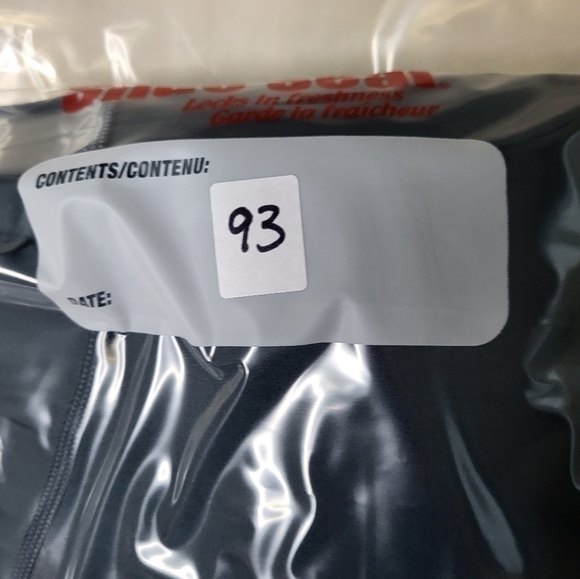 Locks in Freshness
Garde la fraîcheur
CONTENTS/CONTENU:
93
DATE: